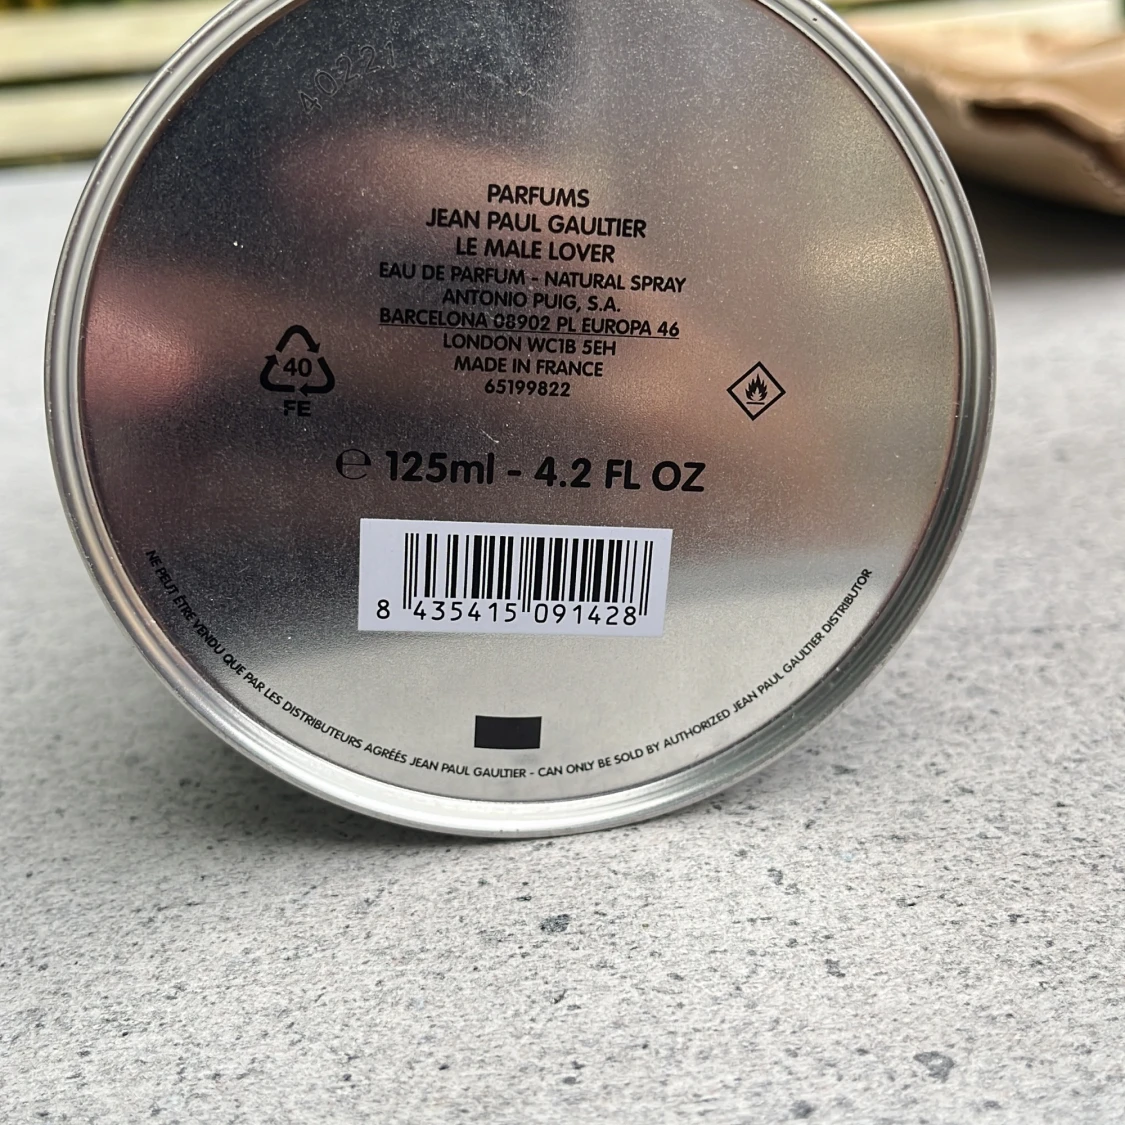 40221
PARFUMS
JEAN PAUL GAULTIER
LE MALE LOVER
EAU DE PARFUM - NATURAL SPRAY
ANTONIO PUIG, S.A.
BARCELONA 08902 PL EUROPA 46
LONDON WC1B 5EH
MADE IN FRANCE
65199822
40
FE
℮ 125ml - 4.2 FL OZ
8 435415 091428
NE PEUT ÊTRE VENDU QUE PAR LES DISTRIBUTEURS AGRÉÉS JEAN PAUL GAULTIER - CAN ONLY BE SOLD BY AUTHORIZED JEAN PAUL GAULTIER DISTRIBUTOR